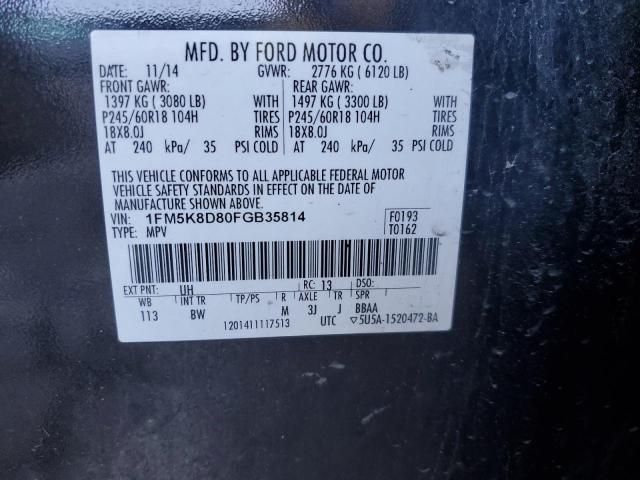 MFD. BY FORD MOTOR CO.
DATE: 11/14 GVWR: 2776 KG ( 6120 LB)
FRONT GAWR: REAR GAWR:
1397 KG ( 3080 LB) WITH 1497 KG ( 3300 LB) WITH
P245/60R18 104H TIRES P245/60R18 104H TIRES
18X8.0J RIMS 18X8.0J RIMS
AT 240 kPa/ 35 PSI COLD AT 240 kPa/ 35 PSI COLD
THIS VEHICLE CONFORMS TO ALL APPLICABLE FEDERAL MOTOR
VEHICLE SAFETY STANDARDS IN EFFECT ON THE DATE OF
MANUFACTURE SHOWN ABOVE.
VIN: 1FM5K8D80FGB35814 F0193
TYPE: MPV T0162
EXT PNT: UH RC: 13 DSO:
WB INT TR TP/PS R AXLE TR SPR
113 BW M 3J J BBAA
1201411117513 UTC ▽5U5A-1520472-BA